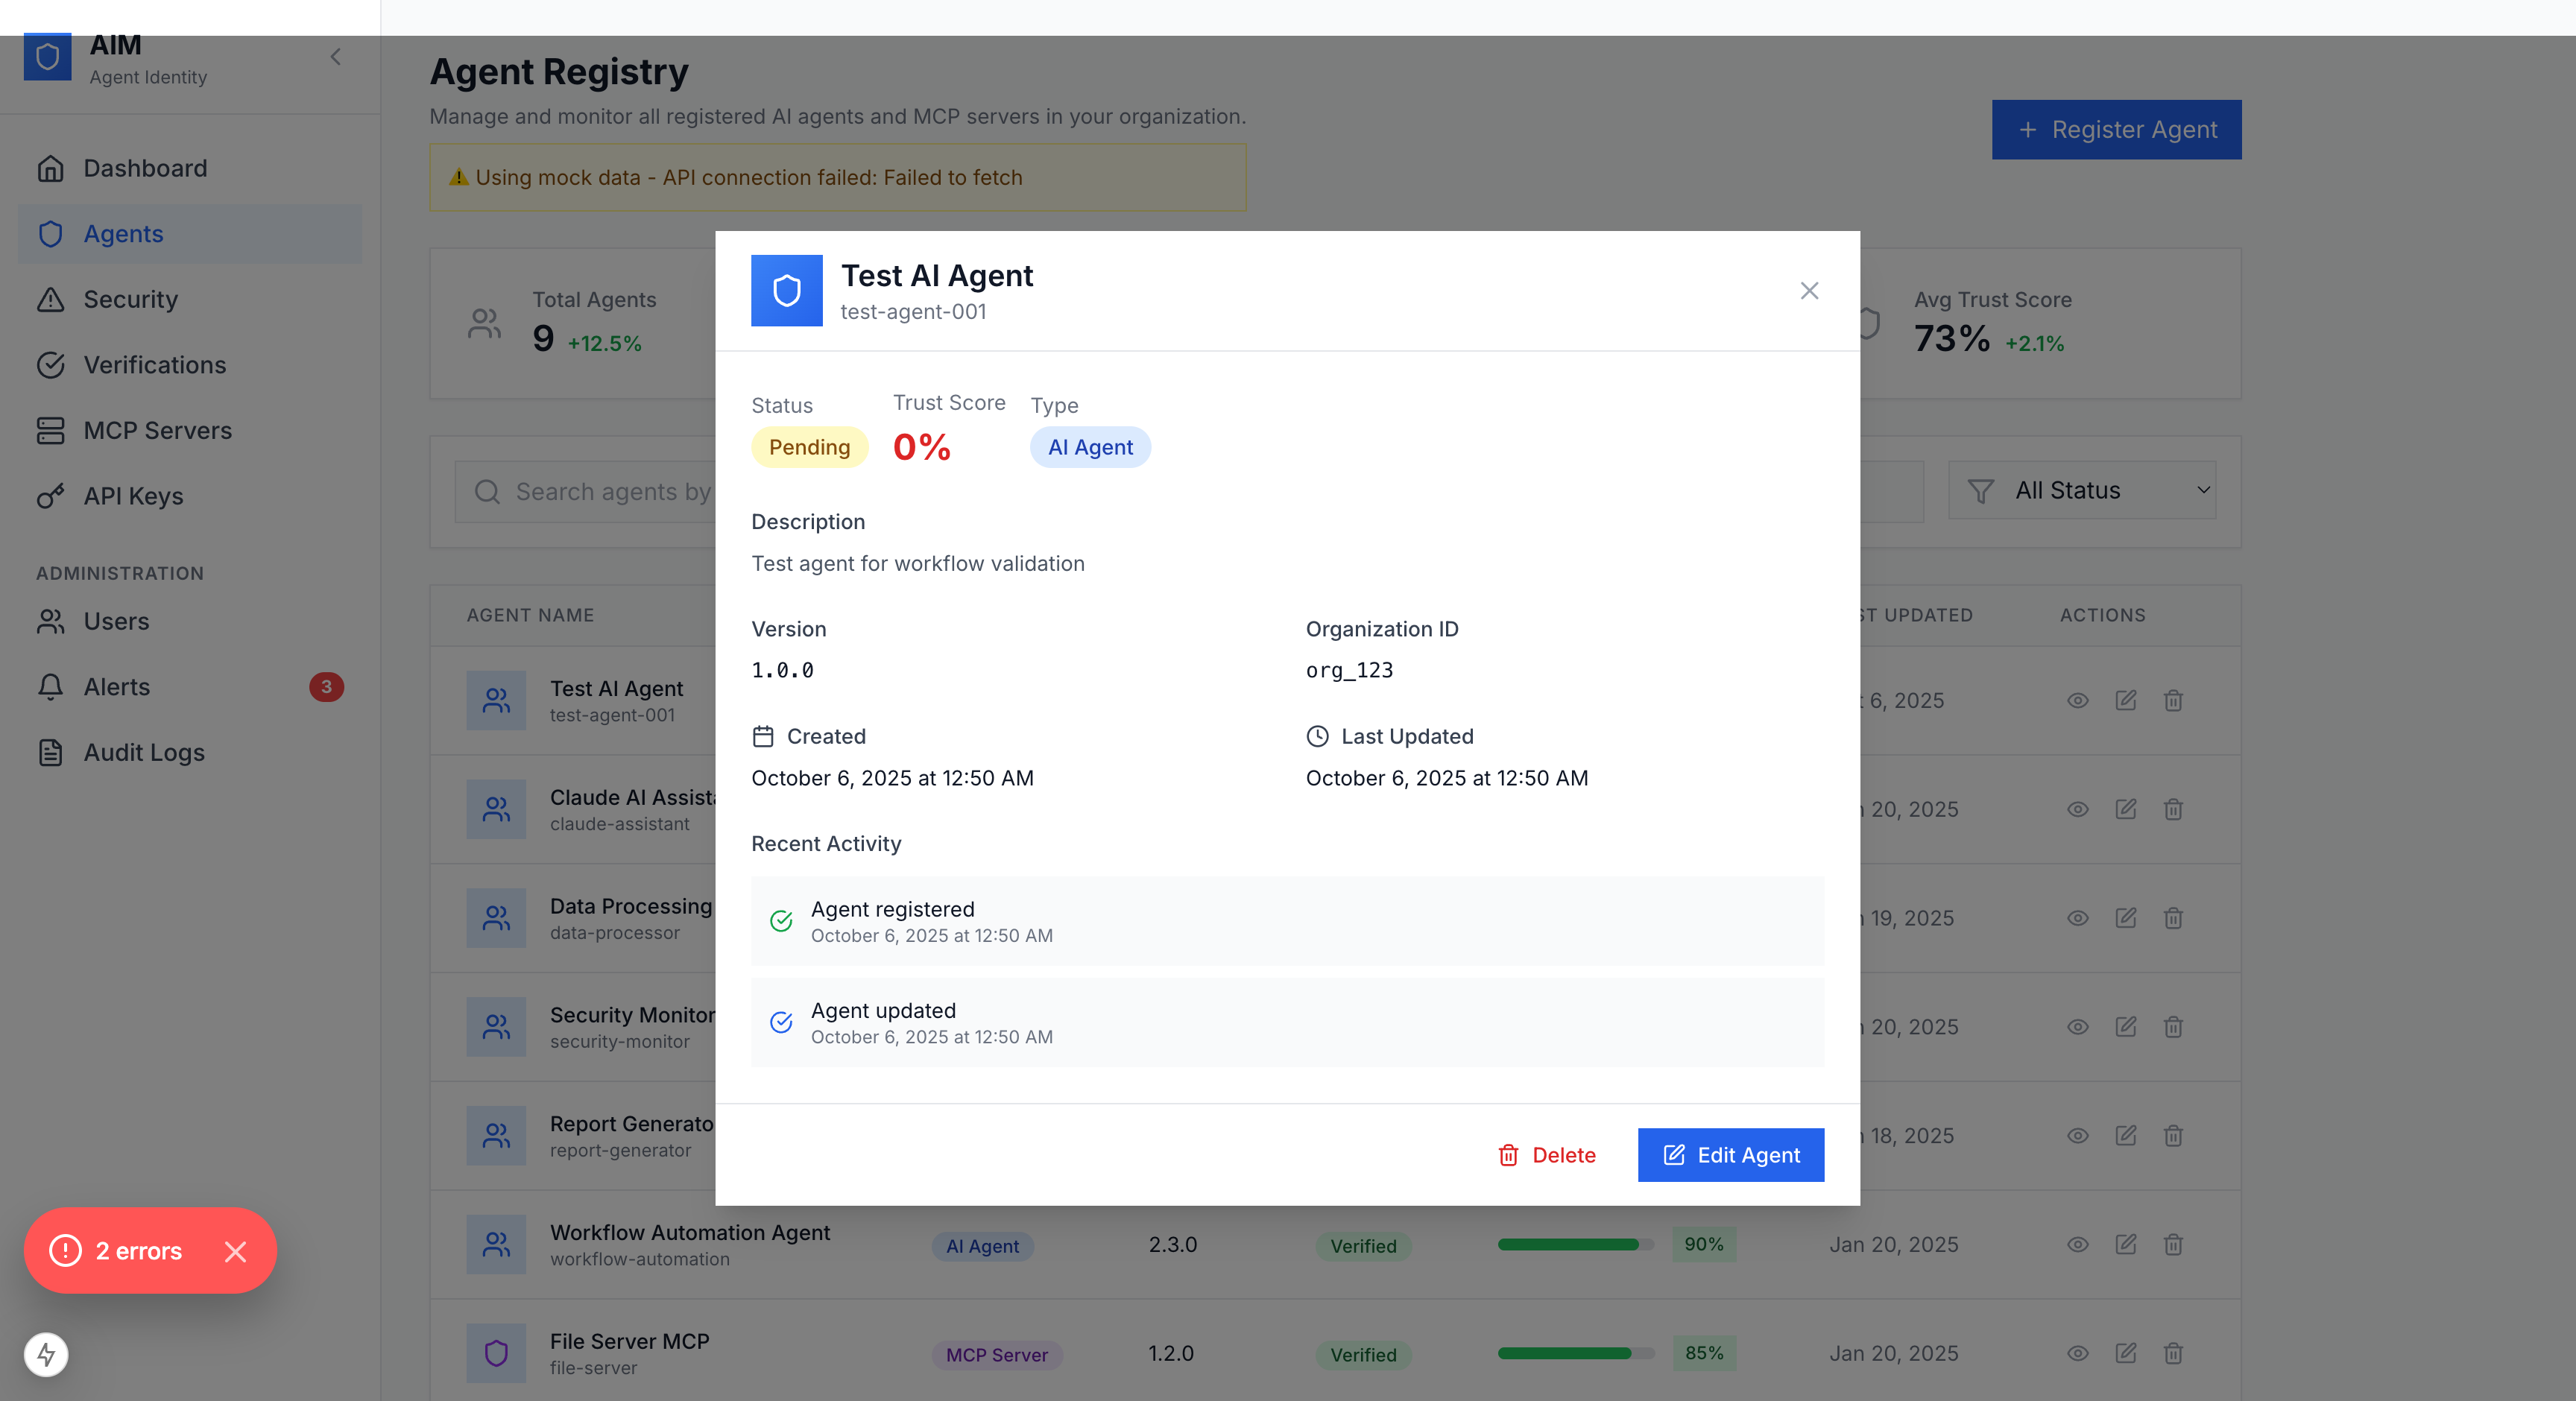 AIM
Agent Identity
Dashboard
Agents
Security
Verifications
MCP Servers
API Keys
ADMINISTRATION
Users
Alerts
3
Audit Logs
2 errors
Agent Registry
Manage and monitor all registered AI agents and MCP servers in your organization.
Using mock data - API connection failed: Failed to fetch
Register Agent
Total Agents
9 +12.5%
Avg Trust Score
73% +2.1%
Search agents by
All Status
AGENT NAME
UPDATED
ACTIONS
Test AI Agent
test-agent-001
6, 2025
Claude AI
claude-assistant
20, 2025
Data Processing
data-processor
19, 2025
Security Monitor
security-monitor
20, 2025
Report
report-generator
18, 2025
Workflow Automation Agent
workflow-automation
AI Agent
2.3.0
Verified
90%
Jan 20, 2025
File Server MCP
file-server
MCP Server
1.2.0
Verified
85%
Jan 20, 2025
Test AI Agent
test-agent-001
Status
Pending
Trust Score
0%
Type
AI Agent
Description
Test agent for workflow validation
Version
1.0.0
Organization ID
org_123
Created
October 6, 2025 at 12:50 AM
Last Updated
October 6, 2025 at 12:50 AM
Recent Activity
Agent registered
October 6, 2025 at 12:50 AM
Agent updated
October 6, 2025 at 12:50 AM
Delete
Edit Agent